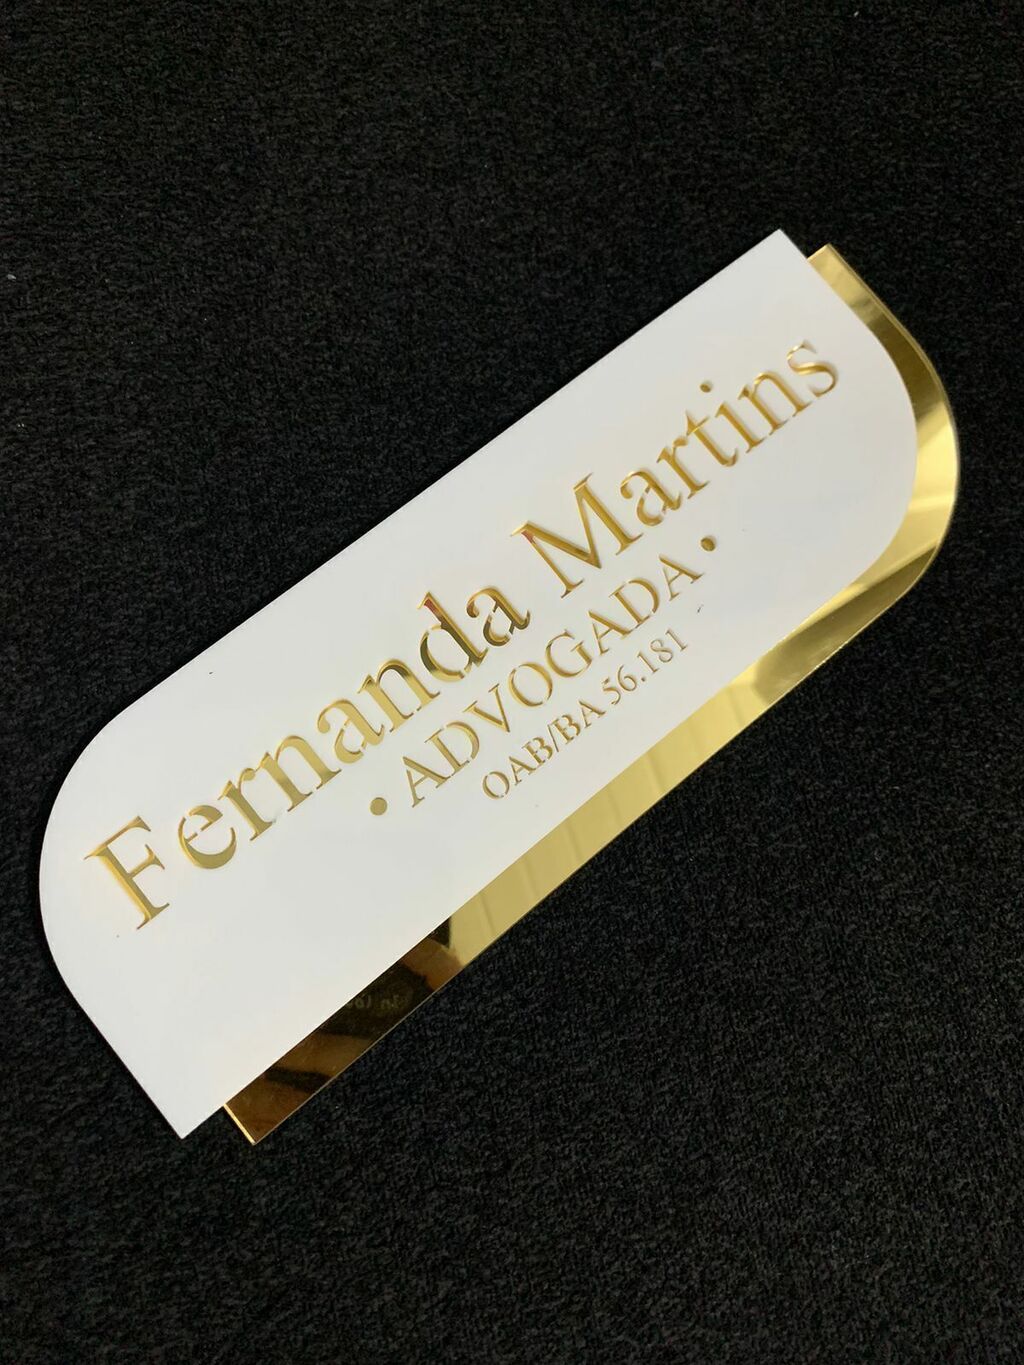 Fernanda Martins
• ADVOGADA •
OAB/BA 56.181